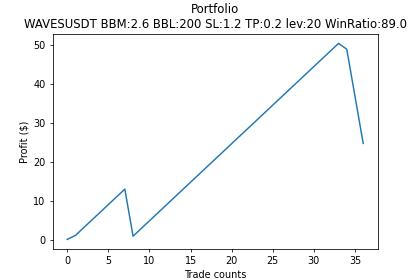 Portfolio
WAVESUSDT BBM:2.6 BBL:200 SL:1.2 TP:0.2 lev:20 WinRatio:89.0
50
40
30
20
10
0
Profit ($)
0 5 10 15 20 25 30 35
Trade counts